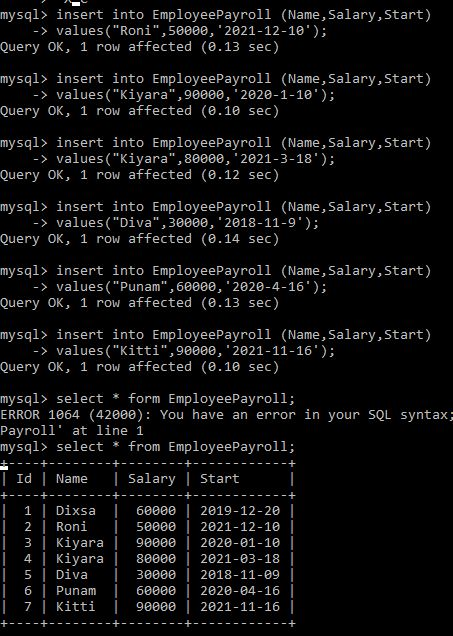 mysql> insert into EmployeePayroll (Name,Salary,Start)
    -> values("Roni",50000,'2021-12-10');
Query OK, 1 row affected (0.13 sec)

mysql> insert into EmployeePayroll (Name,Salary,Start)
    -> values("Kiyara",90000,'2020-1-10');
Query OK, 1 row affected (0.10 sec)

mysql> insert into EmployeePayroll (Name,Salary,Start)
    -> values("Kiyara",80000,'2021-3-18');
Query OK, 1 row affected (0.12 sec)

mysql> insert into EmployeePayroll (Name,Salary,Start)
    -> values("Diva",30000,'2018-11-9');
Query OK, 1 row affected (0.14 sec)

mysql> insert into EmployeePayroll (Name,Salary,Start)
    -> values("Punam",60000,'2020-4-16');
Query OK, 1 row affected (0.13 sec)

mysql> insert into EmployeePayroll (Name,Salary,Start)
    -> values("Kitti",90000,'2021-11-16');
Query OK, 1 row affected (0.10 sec)

mysql> select * form EmployeePayroll;
ERROR 1064 (42000): You have an error in your SQL syntax;
Payroll' at line 1
mysql> select * from EmployeePayroll;
+----+--------+--------+------------+
| Id | Name   | Salary | Start      |
+----+--------+--------+------------+
|  1 | Dixsa  |  60000 | 2019-12-20 |
|  2 | Roni   |  50000 | 2021-12-10 |
|  3 | Kiyara |  90000 | 2020-01-10 |
|  4 | Kiyara |  80000 | 2021-03-18 |
|  5 | Diva   |  30000 | 2018-11-09 |
|  6 | Punam  |  60000 | 2020-04-16 |
|  7 | Kitti  |  90000 | 2021-11-16 |
+----+--------+--------+------------+